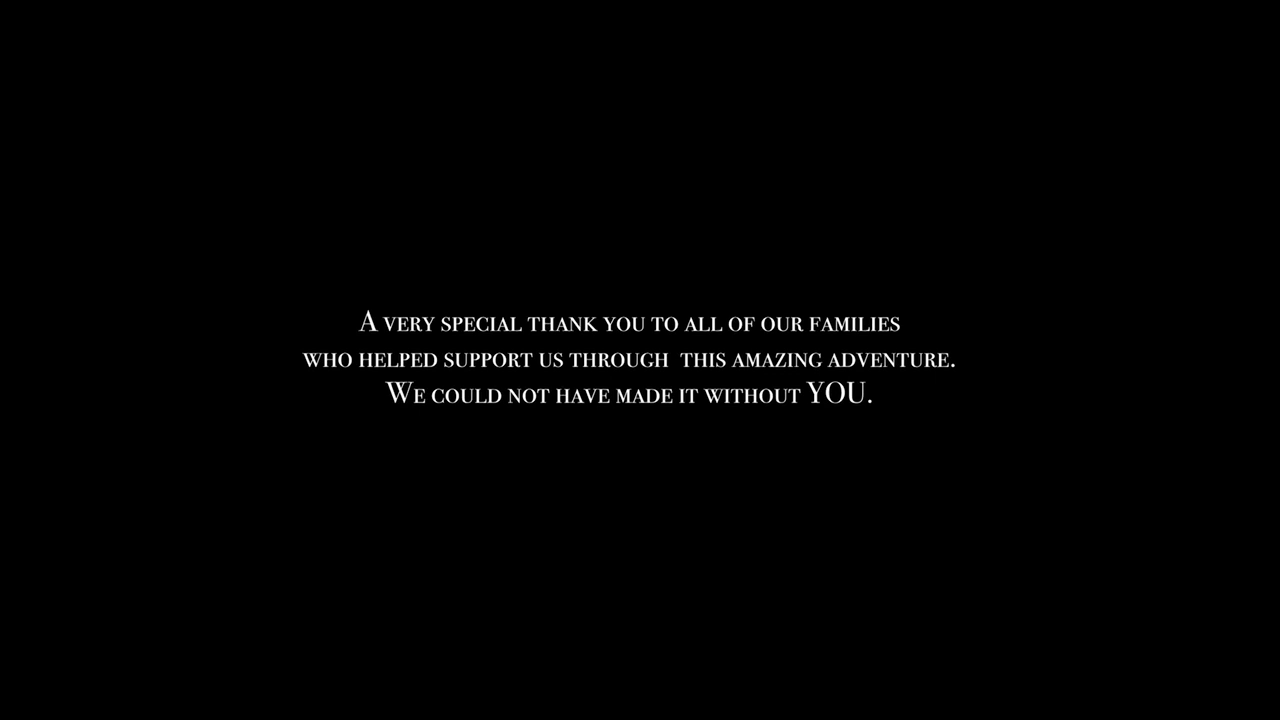 A very special thank you to all of our families
who helped support us through  this amazing adventure.
We could not have made it without YOU.